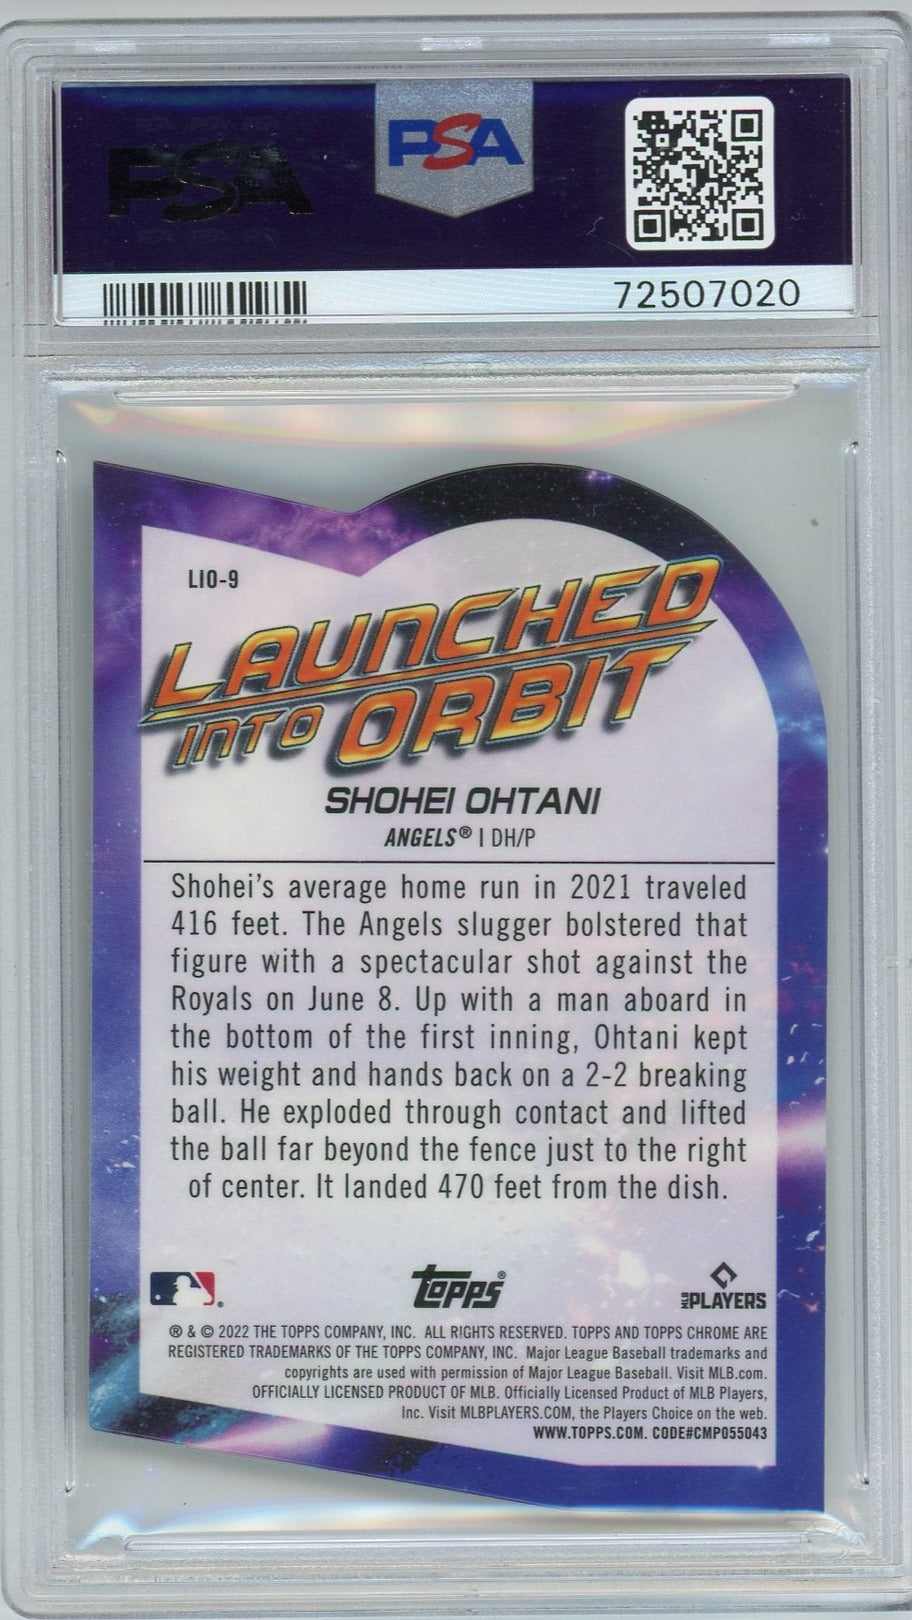 PSA
PSA
72507020
LIO-9
LAUNCHED
INTO ORBIT
SHOHEI OHTANI
ANGELS® | DH/P
Shohei's average home run in 2021 traveled
416 feet. The Angels slugger bolstered that
figure with a spectacular shot against the
Royals on June 8. Up with a man aboard in
the bottom of the first inning, Ohtani kept
his weight and hands back on a 2-2 breaking
ball. He exploded through contact and lifted
the ball far beyond the fence just to the right
of center. It landed 470 feet from the dish.
Topps® MLB PLAYERS
® & © 2022 THE TOPPS COMPANY, INC. ALL RIGHTS RESERVED. TOPPS AND TOPPS CHROME ARE
REGISTERED TRADEMARKS OF THE TOPPS COMPANY, INC. Major League Baseball trademarks and
copyrights are used with permission of Major League Baseball. Visit MLB.com.
OFFICIALLY LICENSED PRODUCT OF MLB. Officially Licensed Product of MLB Players,
Inc. Visit MLBPLAYERS.COM, the Players Choice on the web.
WWW.TOPPS.COM. CODE#CMP055043